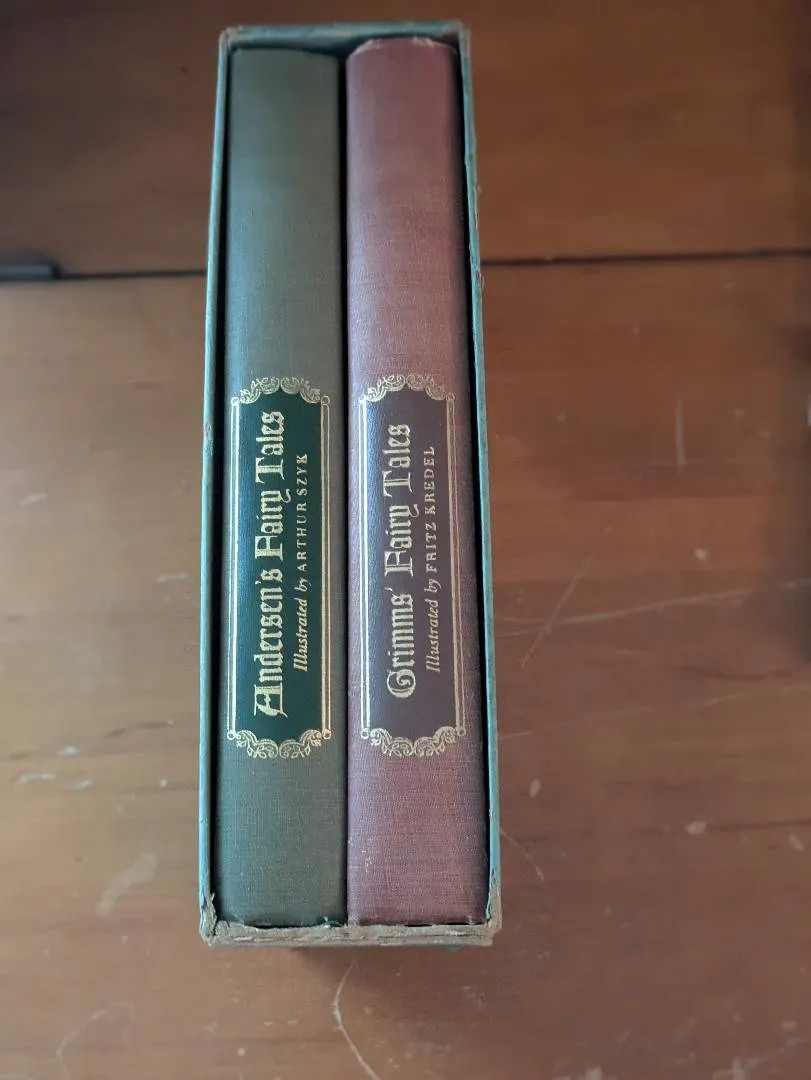 Andersen's Fairy Tales
Illustrated by ARTHUR SZYK
Grimms' Fairy Tales
Illustrated by FRITZ KREDEL